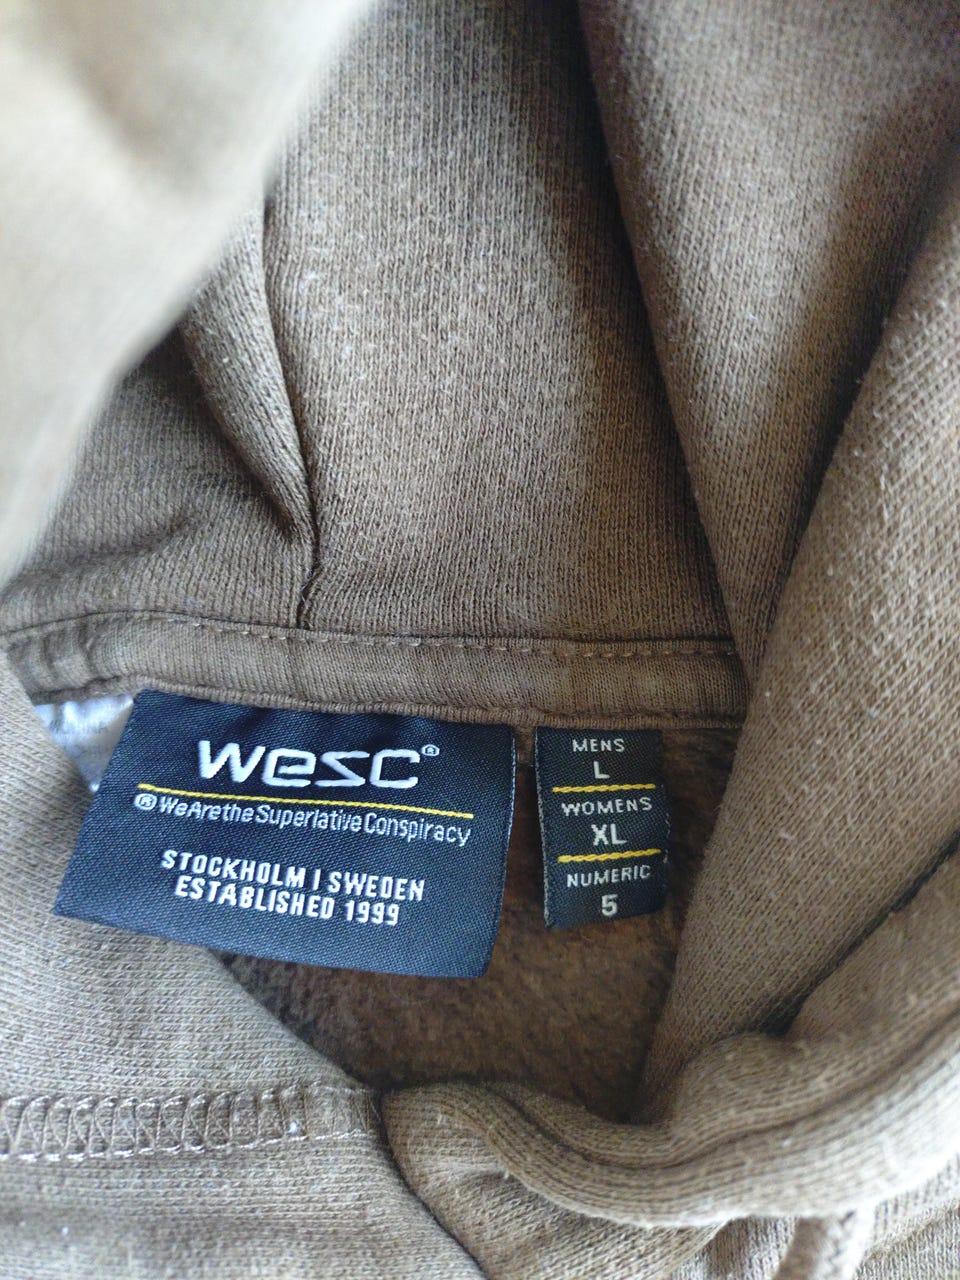 wesc®
®WeAretheSuperlativeConspiracy
STOCKHOLM | SWEDEN
ESTABLISHED 1999
MENS
L
WOMENS
XL
NUMERIC
5